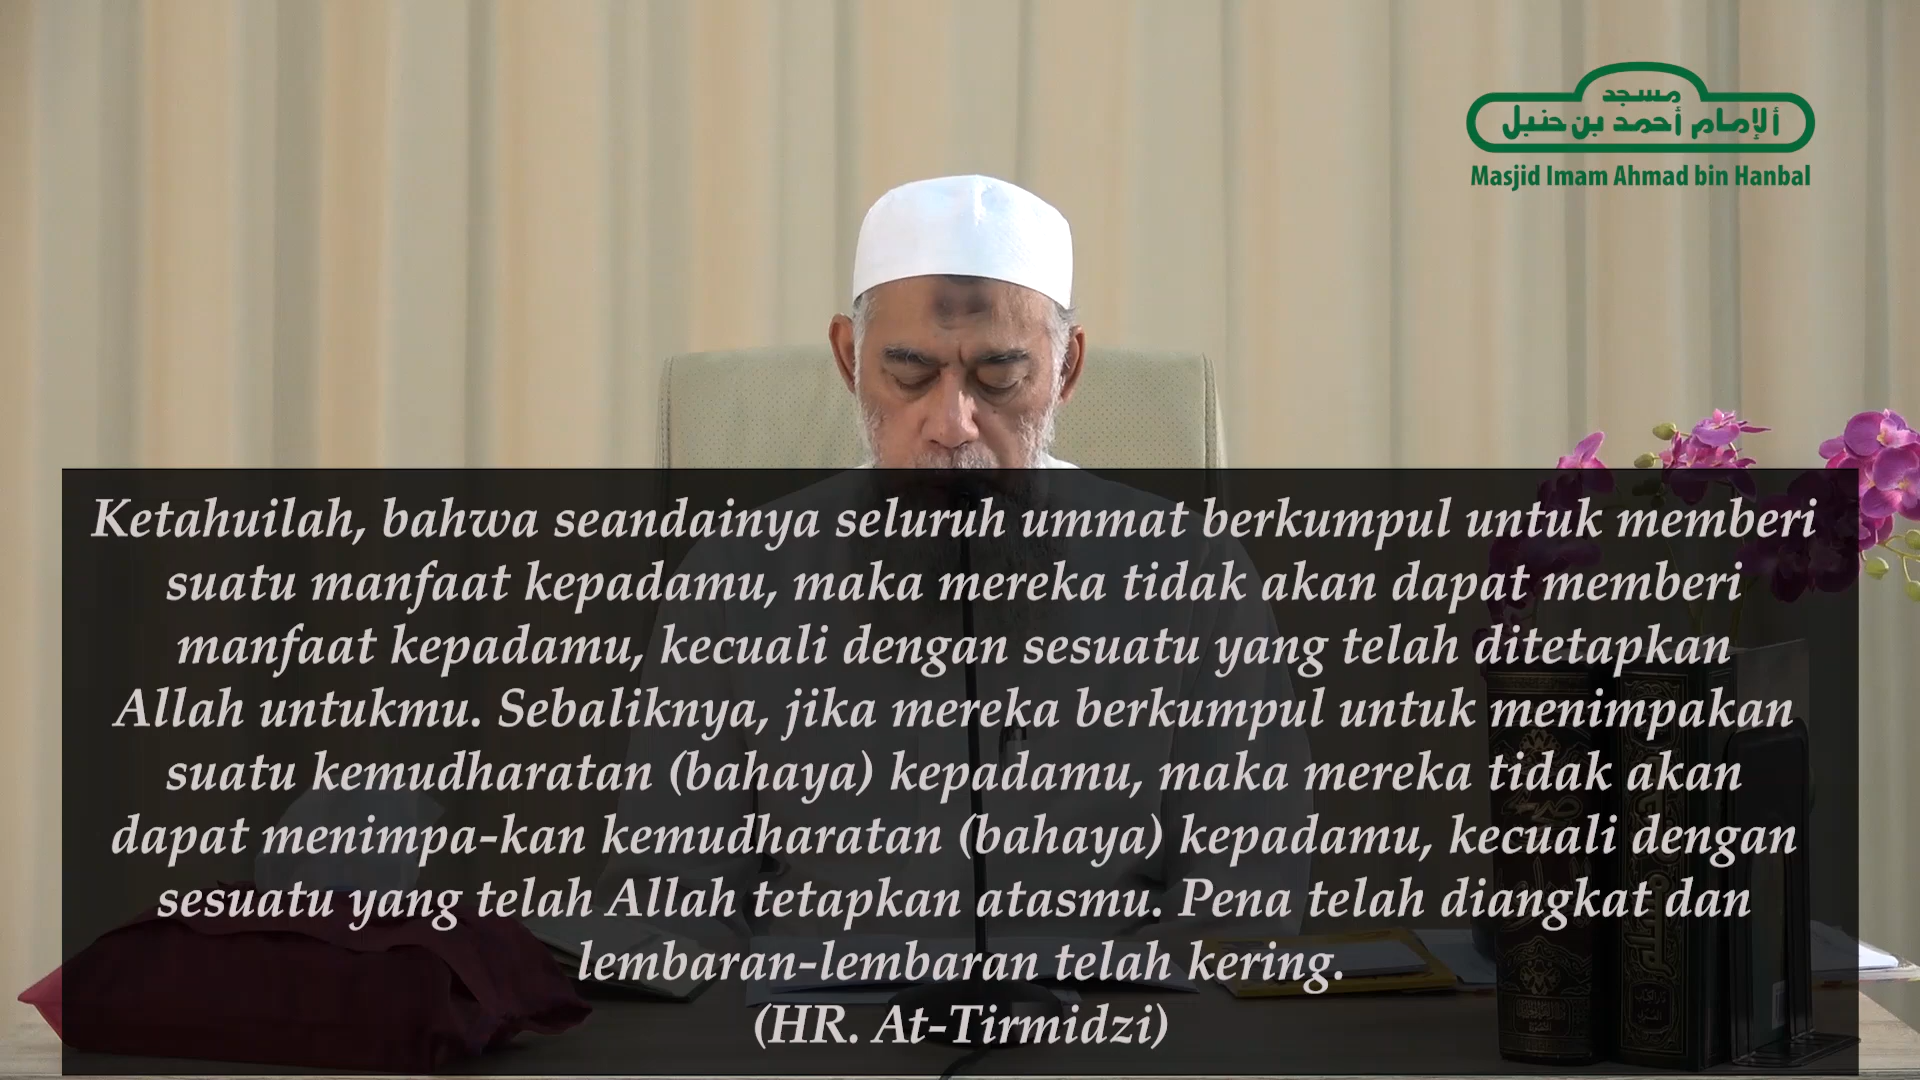 مسجد
ألإمام أحمد بن حنبل
Masjid Imam Ahmad bin Hanbal
Ketahuilah, bahwa seandainya seluruh ummat berkumpul untuk memberi
suatu manfaat kepadamu, maka mereka tidak akan dapat memberi
manfaat kepadamu, kecuali dengan sesuatu yang telah ditetapkan
Allah untukmu. Sebaliknya, jika mereka berkumpul untuk menimpakan
suatu kemudharatan (bahaya) kepadamu, maka mereka tidak akan
dapat menimpa-kan kemudharatan (bahaya) kepadamu, kecuali dengan
sesuatu yang telah Allah tetapkan atasmu. Pena telah diangkat dan
lembaran-lembaran telah kering.
(HR. At-Tirmidzi)